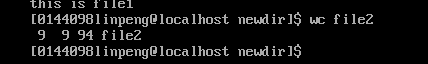 this is file1
[0144098linpeng@localhost newdir]$ wc file2
 9  9 94 file2
[0144098linpeng@localhost newdir]$